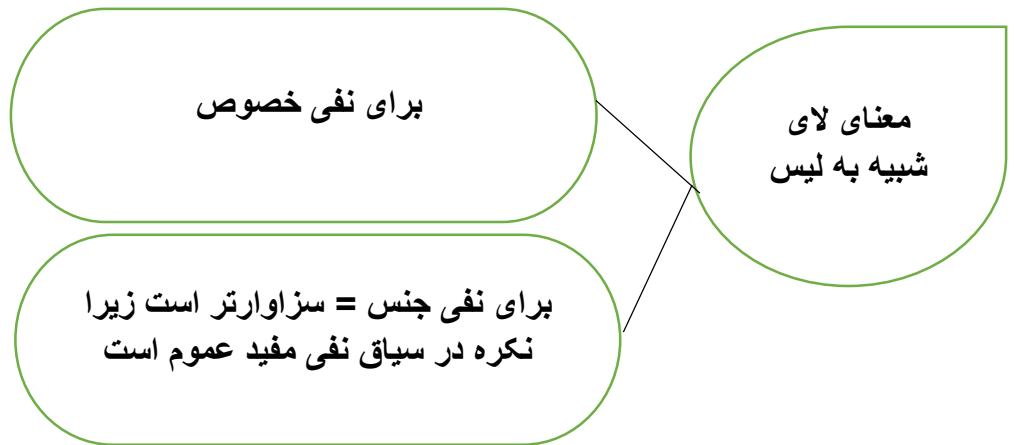 معنای لای
شبیه به لیس
برای نفی خصوص
برای نفی جنس = سزاوارتر است زیرا
نکره در سیاق نفی مفید عموم است